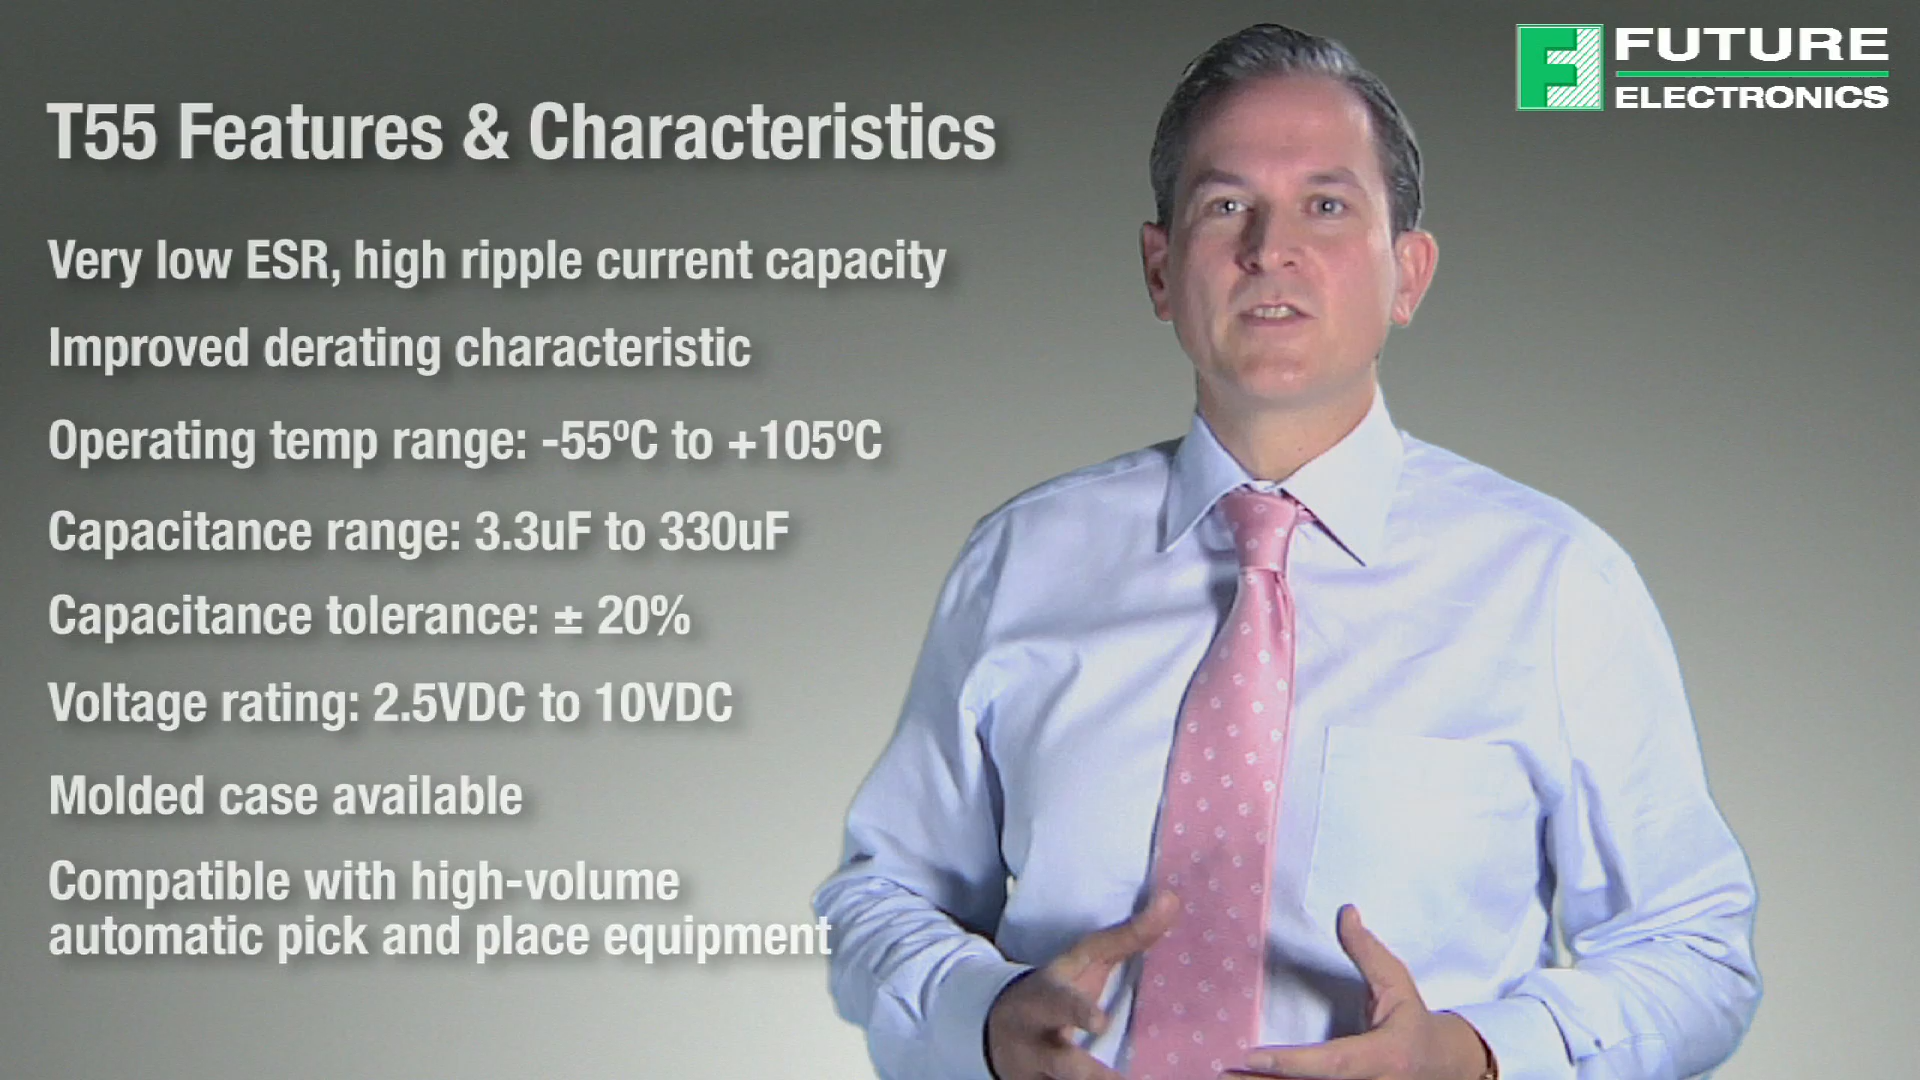 FUTURE
ELECTRONICS
T55 Features & Characteristics
Very low ESR, high ripple current capacity
Improved derating characteristic
Operating temp range: -55ºC to +105ºC
Capacitance range: 3.3uF to 330uF
Capacitance tolerance: ± 20%
Voltage rating: 2.5VDC to 10VDC
Molded case available
Compatible with high-volume
automatic pick and place equipment